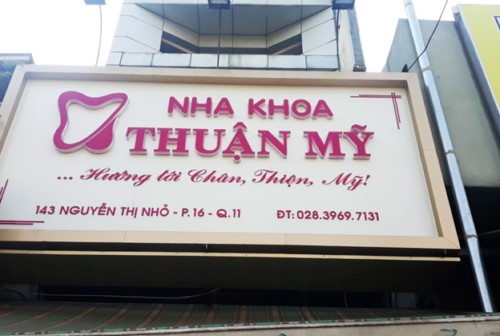 NHA KHOA
THUẬN MỸ
... Hướng tới Chân, Thiện, Mỹ!
143 NGUYỄN THỊ NHỎ - P.16 - Q.11 ĐT: 028.3969.7131